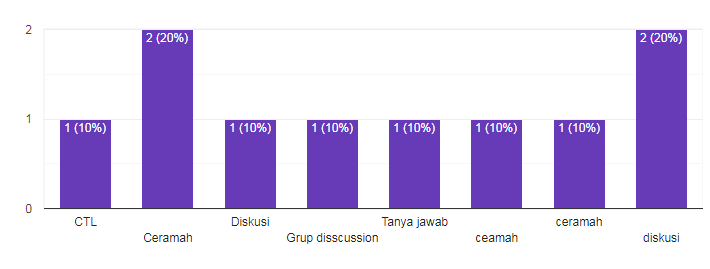 2
1
0
1 (10%)
2 (20%)
1 (10%)
1 (10%)
1 (10%)
1 (10%)
1 (10%)
2 (20%)
CTL
Ceramah
Diskusi
Grup disscussion
Tanya jawab
ceamah
ceramah
diskusi